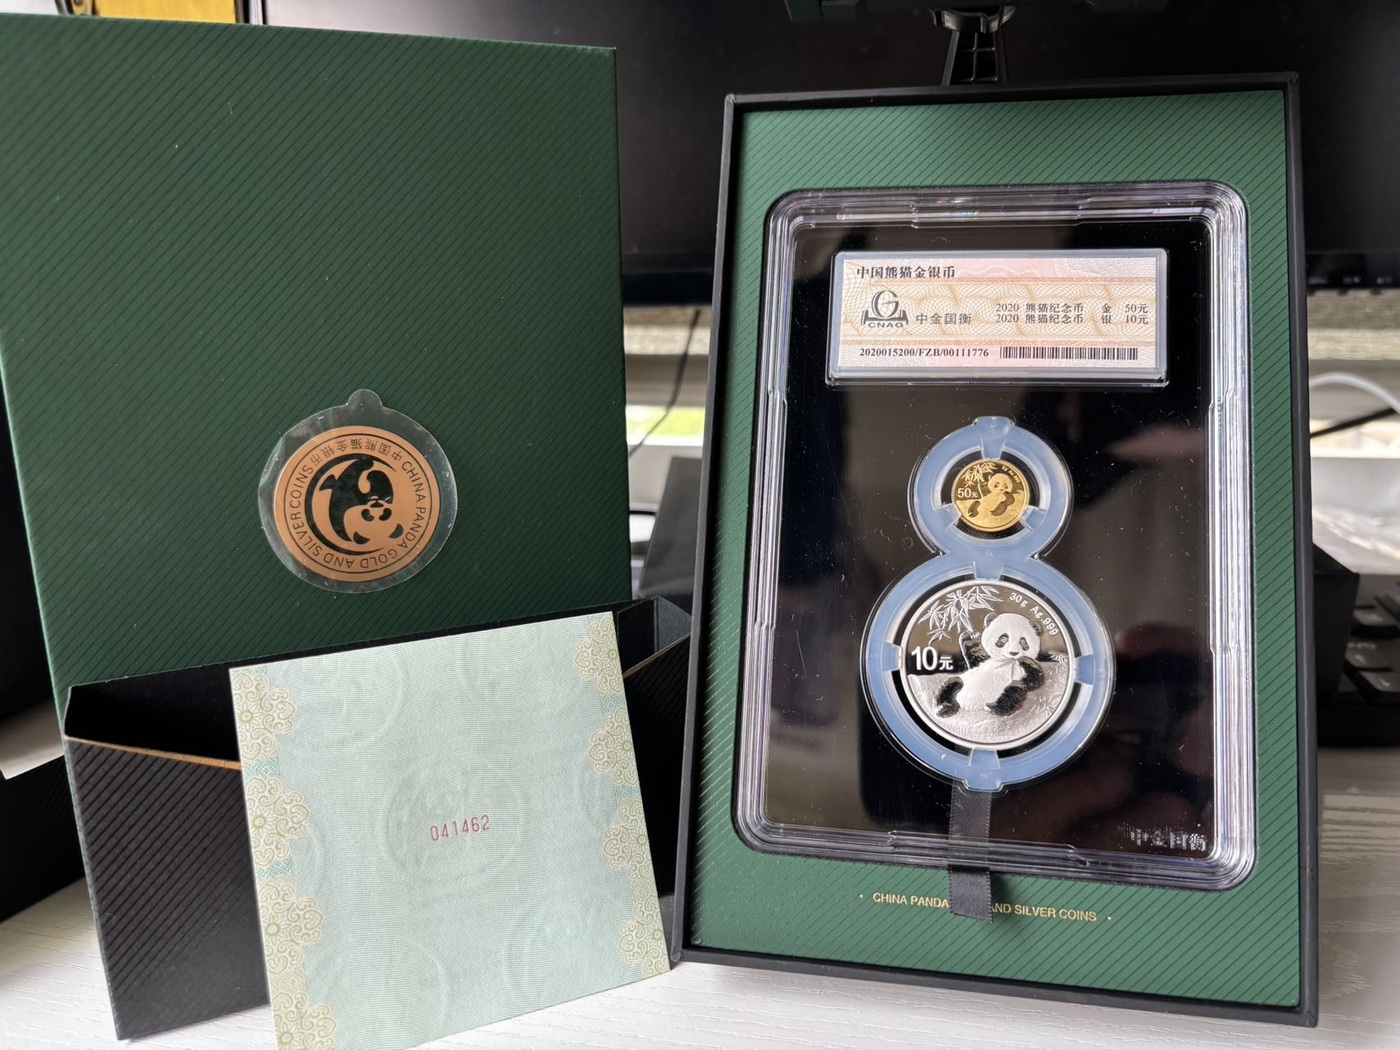 中国熊猫金银币
CHINA PANDA GOLD AND SILVER COINS
041462
中国熊猫金银币
CNAG
中金国衡
2020 熊猫纪念币 金 50元
2020 熊猫纪念币 银 10元
2020015200/FZB/00111776
50元
30g Ag 999
10元
中金国衡
· CHINA PANDA AND SILVER COINS ·